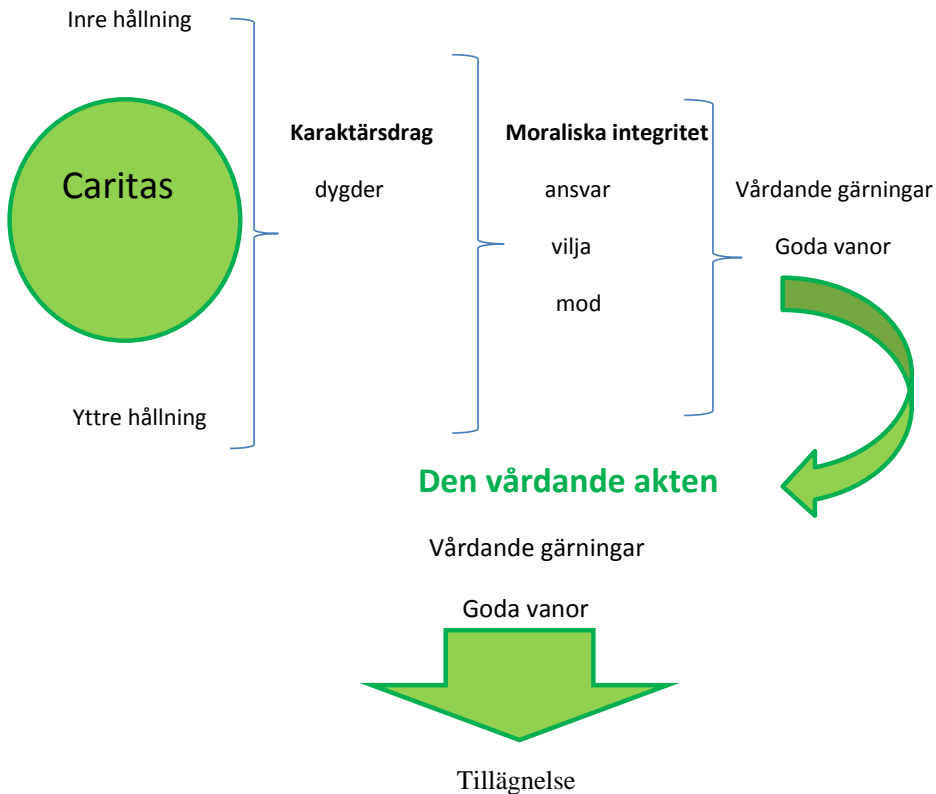 Inre hållning
Caritas
Yttre hållning
Karaktärsdrag
dygder
Moraliska integritet
ansvar
vilja
mod
Vårdande gärningar
Goda vanor
Den vårdande akten
Vårdande gärningar
Goda vanor
Tillägnelse